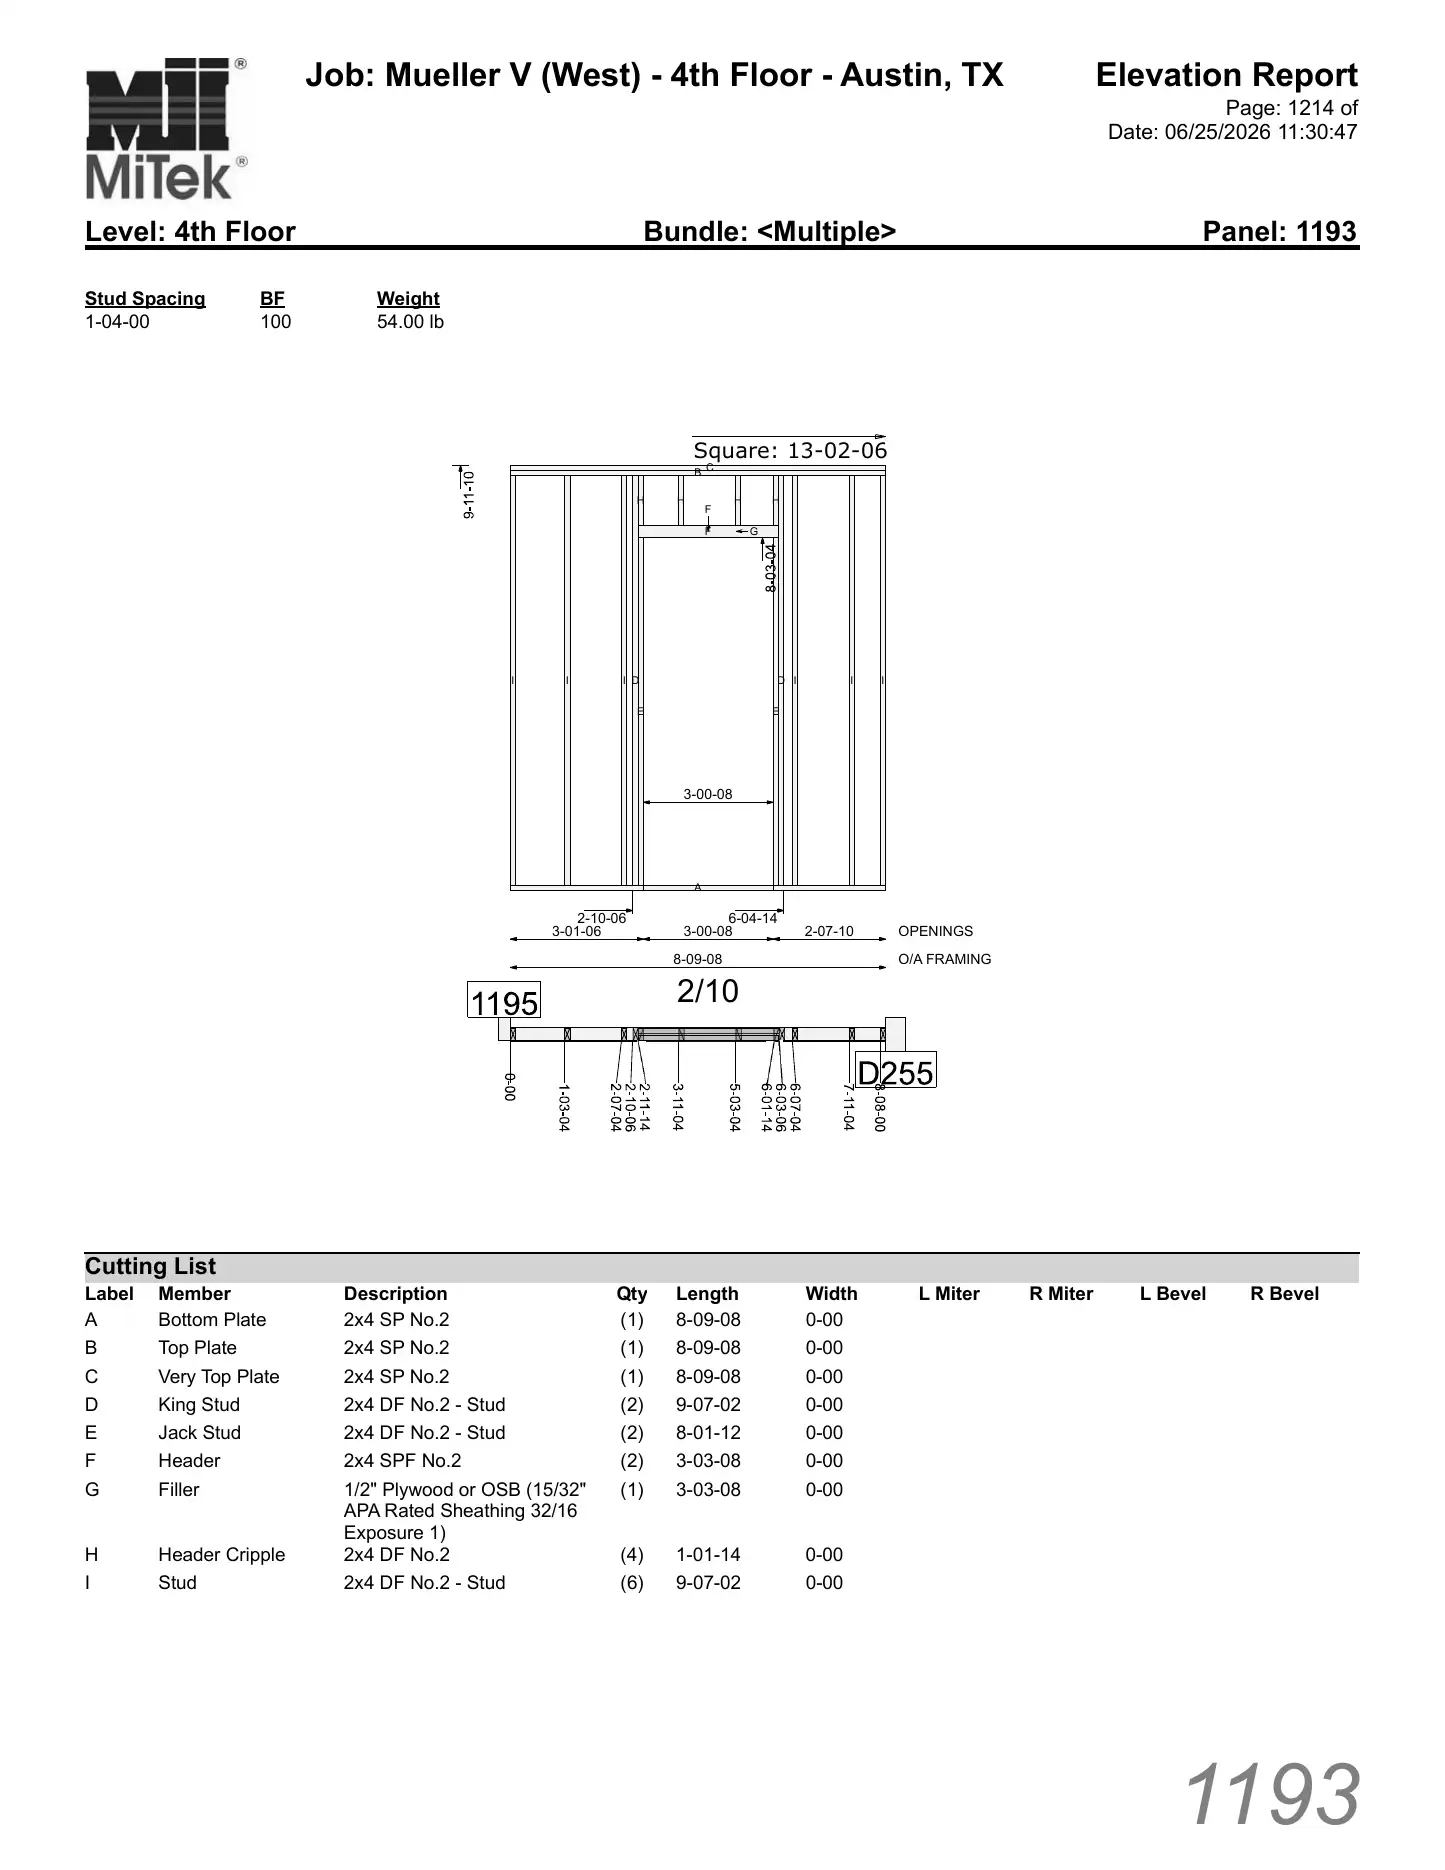 Job: Mueller V (West) - 4th Floor - Austin, TX
Elevation Report
Page: 1214 of
Date: 06/25/2026 11:30:47
MiTek®
Level: 4th Floor Bundle: <Multiple> Panel: 1193
Stud Spacing BF Weight
1-04-00 100 54.00 lb
Square: 13-02-06
9-11-10
B C
F
F G
8-03-04
I I I D D I I I
E E
3-00-08
A
2-10-06 6-04-14
3-01-06 3-00-08 2-07-10 OPENINGS
8-09-08 O/A FRAMING
2/10
1195
D255
0-00 1-03-04 2-07-04 2-10-06 2-11-14 3-11-04 5-03-04 6-01-14 6-03-06 6-07-04 7-11-04 8-08-00
Cutting List
Label Member Description Qty Length Width L Miter R Miter L Bevel R Bevel
A Bottom Plate 2x4 SP No.2 (1) 8-09-08 0-00
B Top Plate 2x4 SP No.2 (1) 8-09-08 0-00
C Very Top Plate 2x4 SP No.2 (1) 8-09-08 0-00
D King Stud 2x4 DF No.2 - Stud (2) 9-07-02 0-00
E Jack Stud 2x4 DF No.2 - Stud (2) 8-01-12 0-00
F Header 2x4 SPF No.2 (2) 3-03-08 0-00
G Filler 1/2" Plywood or OSB (15/32" (1) 3-03-08 0-00
APA Rated Sheathing 32/16
Exposure 1)
H Header Cripple 2x4 DF No.2 (4) 1-01-14 0-00
I Stud 2x4 DF No.2 - Stud (6) 9-07-02 0-00
1193